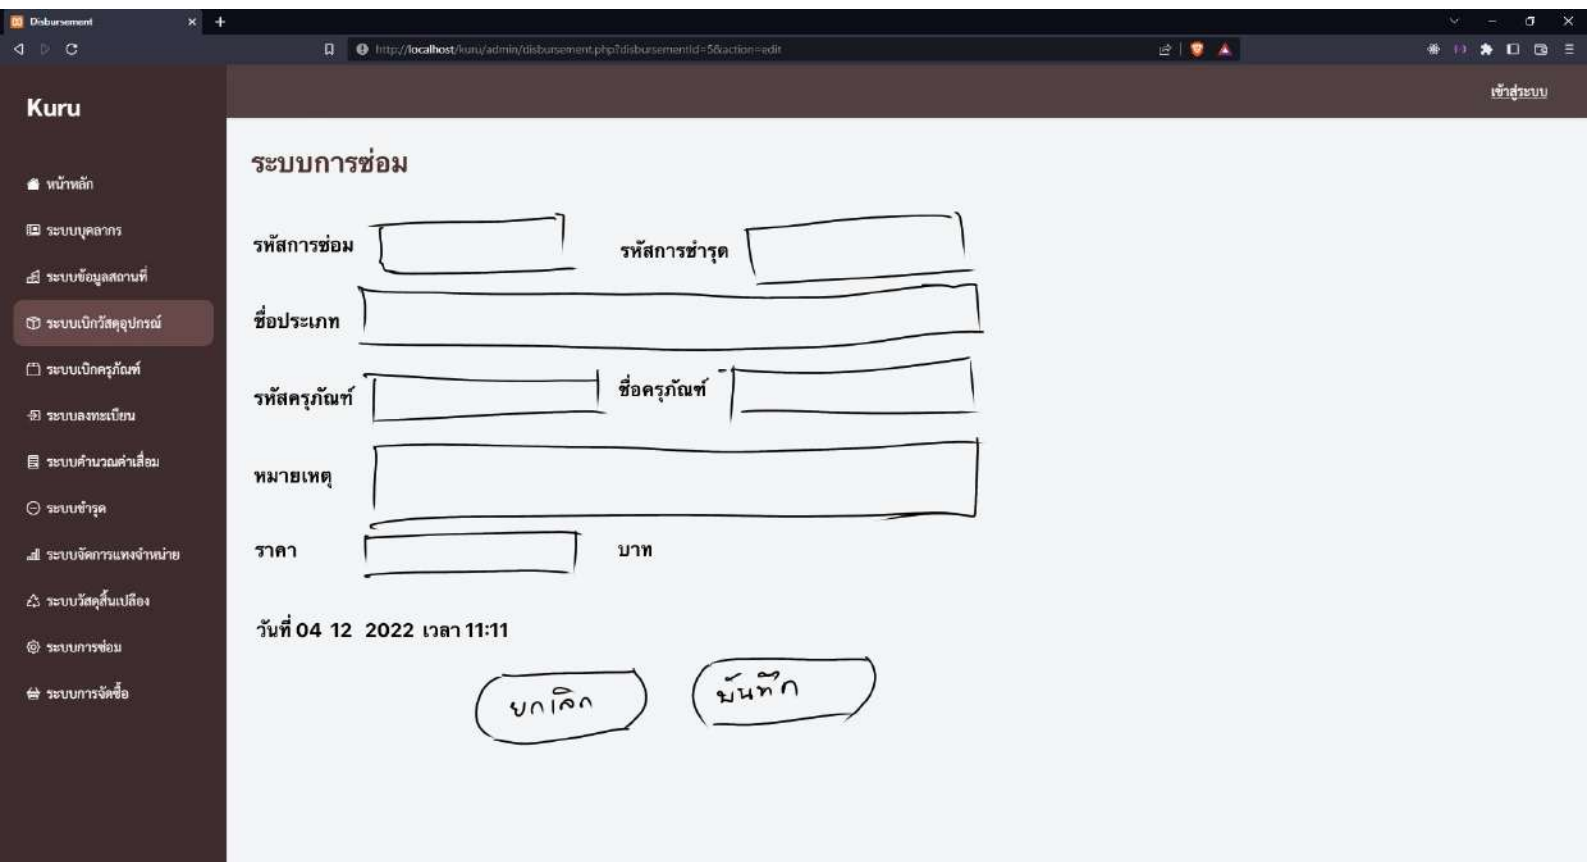 Disbursement
http://localhost/kuru/admin/disbursement.php?disbursementId=5&action=edit
เข้าสู่ระบบ
Kuru
หน้าหลัก
ระบบบุคลากร
ระบบข้อมูลสถานที่
ระบบเบิกวัสดุอุปกรณ์
ระบบเบิกครุภัณฑ์
ระบบลงทะเบียน
ระบบคำนวณค่าเสื่อม
ระบบชำรุด
ระบบจัดการแทงจำหน่าย
ระบบวัสดุสิ้นเปลือง
ระบบการซ่อม
ระบบการจัดซื้อ
ระบบการซ่อม
รหัสการซ่อม รหัสการชำรุด
ชื่อประเภท
รหัสครุภัณฑ์ ชื่อครุภัณฑ์
หมายเหตุ
ราคา บาท
วันที่ 04 12 2022 เวลา 11:11
ยกเลิก บันทึก